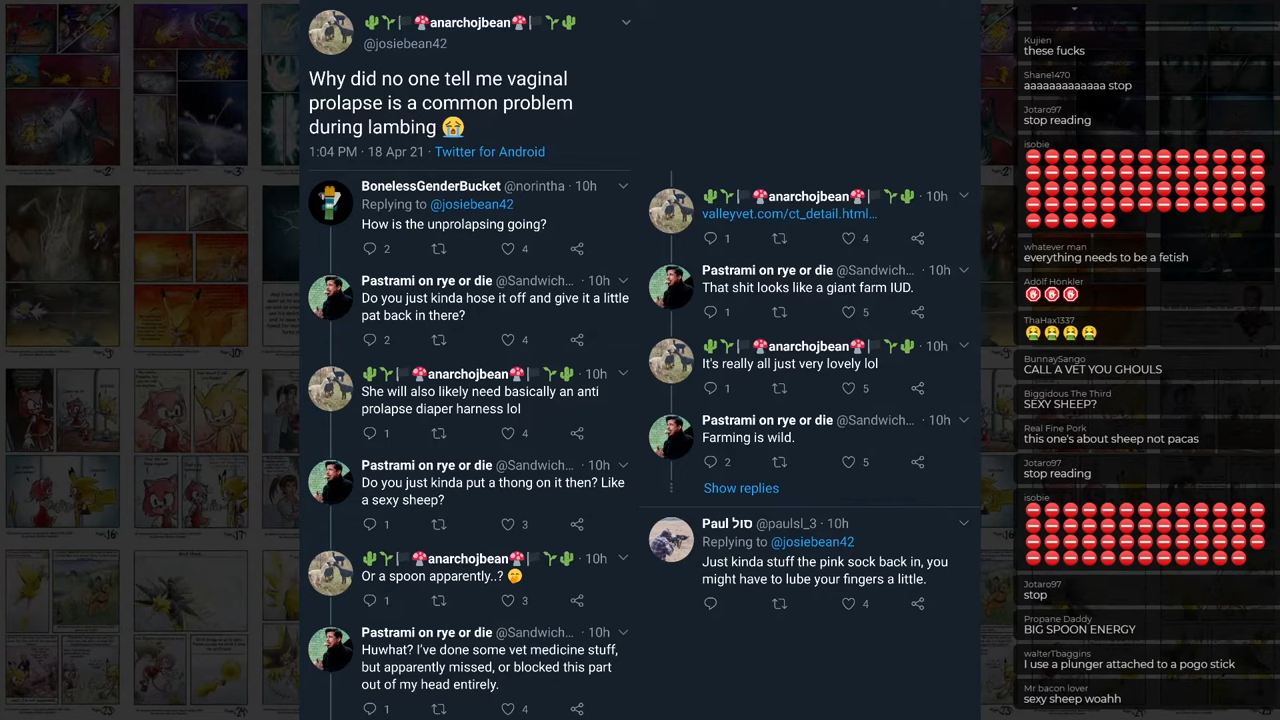 anarchojbean
@josiebean42
Why did no one tell me vaginal
prolapse is a common problem
during lambing 😭
1:04 PM · 18 Apr 21 · Twitter for Android
BonelessGenderBucket @norintha · 10h
Replying to @josiebean42
How is the unprolapsing going?
2 4
Pastrami on rye or die @Sandwich... · 10h
Do you just kinda hose it off and give it a little
pat back in there?
2 4
anarchojbean · 10h
She will also likely need basically an anti
prolapse diaper harness lol
1 4
Pastrami on rye or die @Sandwich... · 10h
Do you just kinda put a thong on it then? Like
a sexy sheep?
1 3
anarchojbean · 10h
Or a spoon apparently..? 🤭
1 3
Pastrami on rye or die @Sandwich... · 10h
Huwhat? I've done some vet medicine stuff,
but apparently missed, or blocked this part
out of my head entirely.
1 4
anarchojbean · 10h
valleyvet.com/ct_detail.html...
1 4
Pastrami on rye or die @Sandwich... · 10h
That shit looks like a giant farm IUD.
1 5
anarchojbean · 10h
It's really all just very lovely lol
1 5
Pastrami on rye or die @Sandwich... · 10h
Farming is wild.
2 5
Show replies
Paul סול @paulsl_3 · 10h
Replying to @josiebean42
Just kinda stuff the pink sock back in, you
might have to lube your fingers a little.
4
Kujien
these fucks
Shane1470
aaaaaaaaaaaaa stop
Jotaro97
stop reading
isobie
whatever man
everything needs to be a fetish
Adolf Hönkler
ThaHax1337
BunnaySango
CALL A VET YOU GHOULS
Biggidous The Third
SEXY SHEEP?
Real Fine Pork
this one's about sheep not pacas
Jotaro97
stop reading
isobie
Jotaro97
stop
Propane Daddy
BIG SPOON ENERGY
walterTbaggins
I use a plunger attached to a pogo stick
Mr bacon lover
sexy sheep woahh